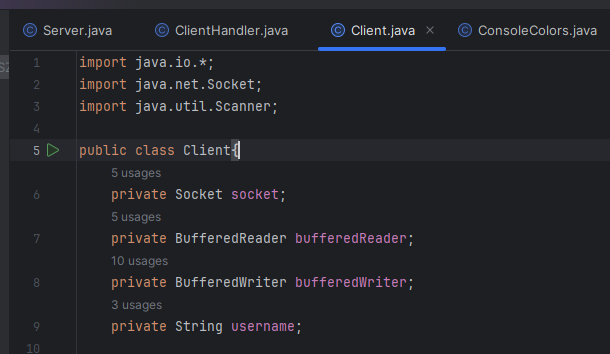 Server.java ClientHandler.java Client.java × ConsoleColors.java
1 import java.io.*;
2 import java.net.Socket;
3 import java.util.Scanner;
4
5 public class Client{
5 usages
6 private Socket socket;
5 usages
7 private BufferedReader bufferedReader;
10 usages
8 private BufferedWriter bufferedWriter;
3 usages
9 private String username;
10